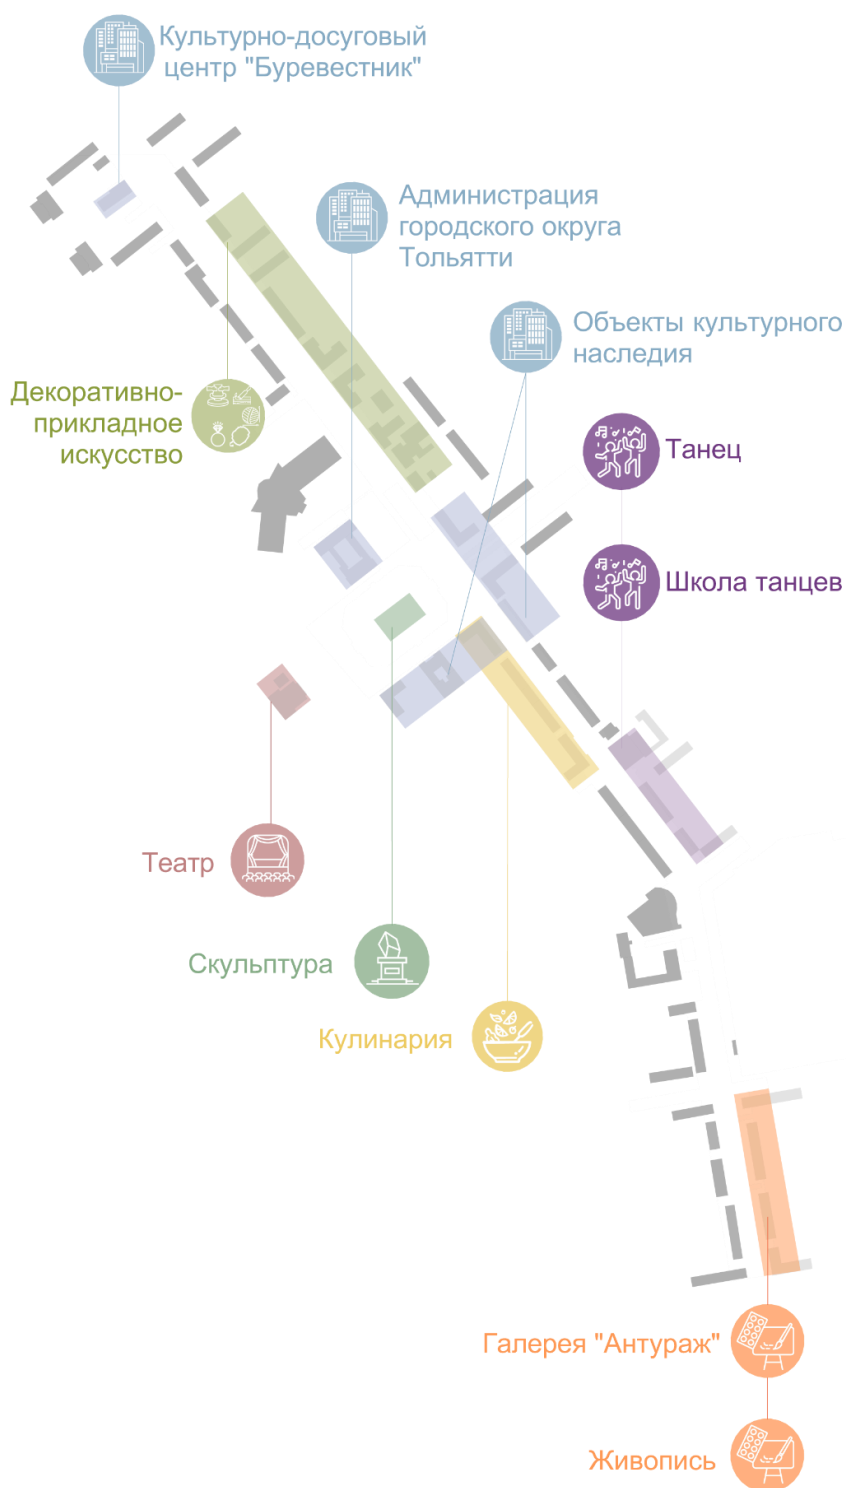 Культурно-досуговый
центр "Буревестник"
Администрация
городского округа
Тольятти
Объекты культурного
наследия
Декоративно-
прикладное
искусство
Танец
Школа танцев
Театр
Скульптура
Кулинария
Галерея "Антураж"
Живопись